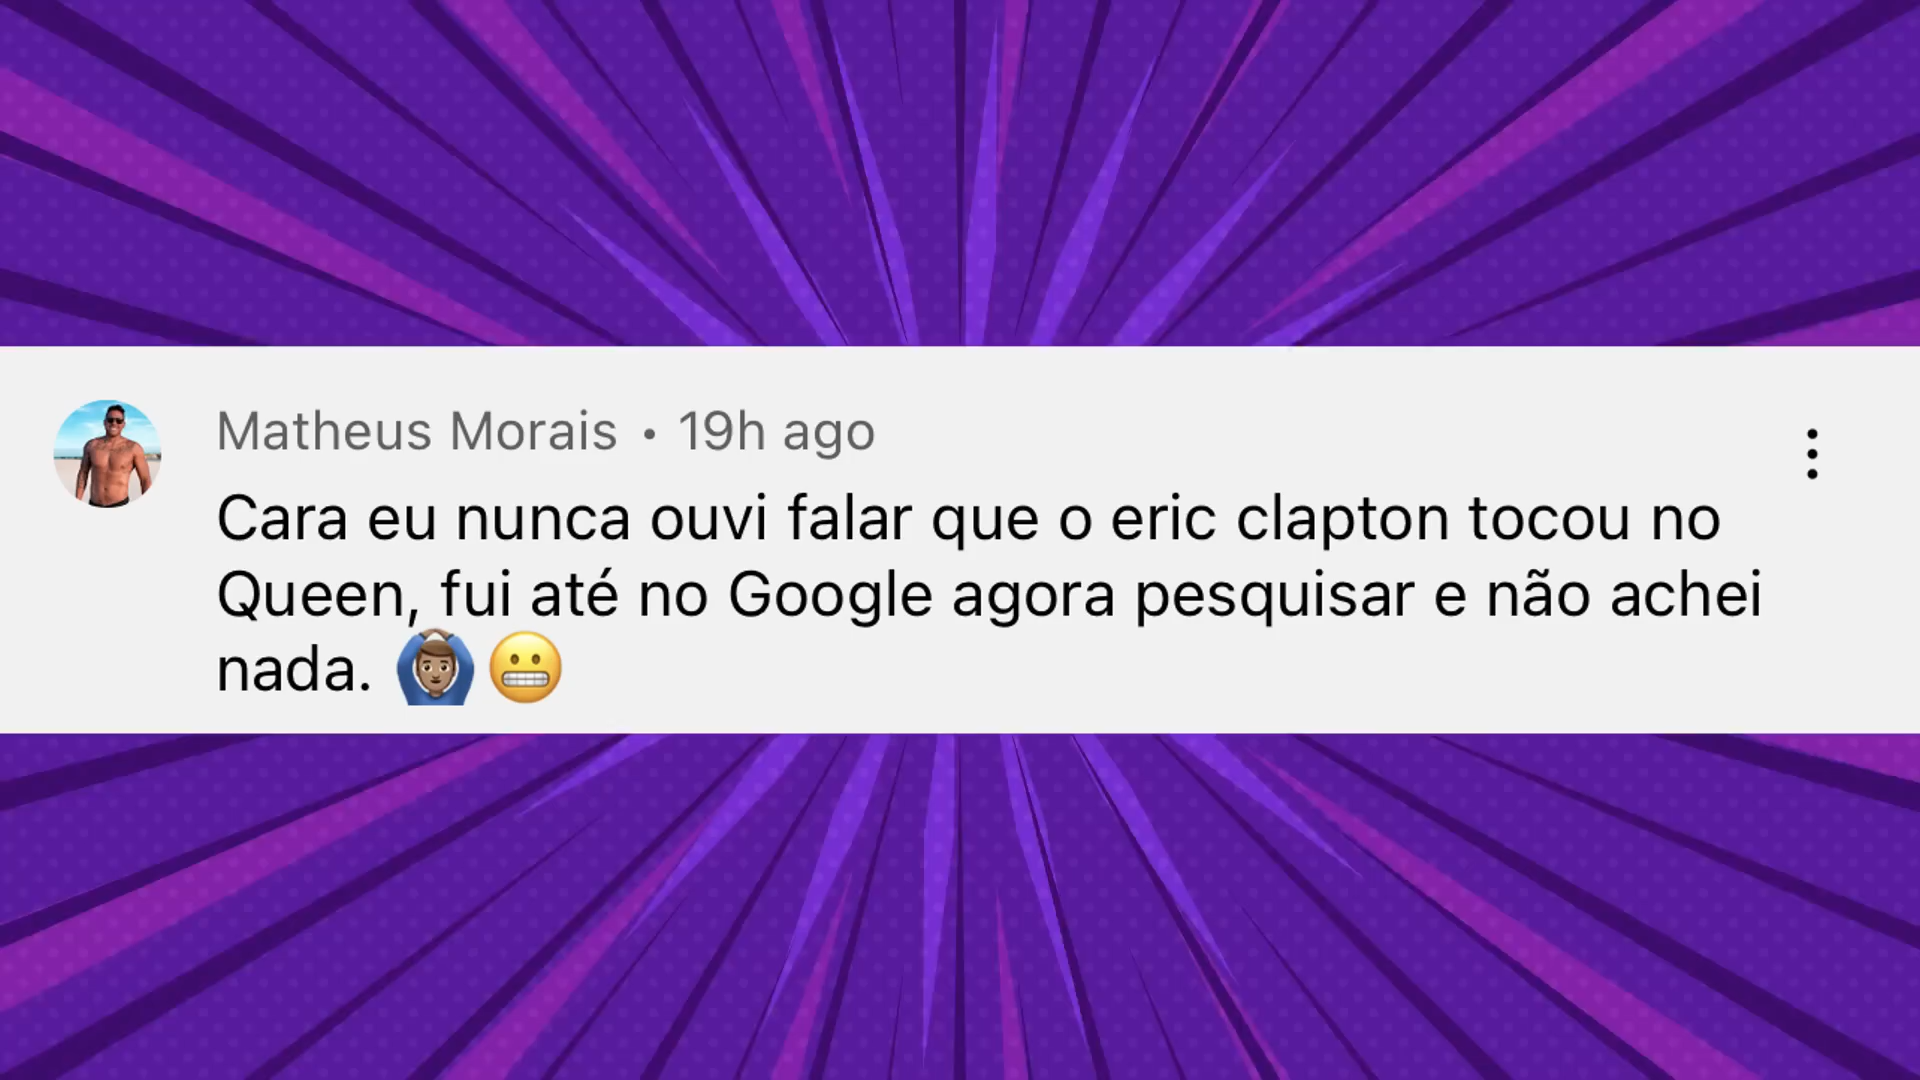 Matheus Morais • 19h ago
Cara eu nunca ouvi falar que o eric clapton tocou no
Queen, fui até no Google agora pesquisar e não achei
nada. 🙆🏽‍♂️😬